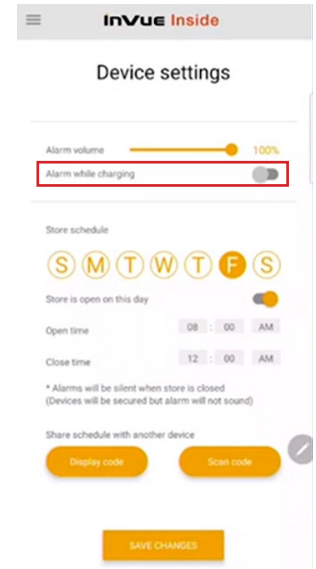 InVue Inside
Device settings
Alarm volume 100%
Alarm while charging
Store schedule
S M T W T F S
Store is open on this day
Open time 08 : 00 AM
Close time 12 : 00 AM
* Alarms will be silent when store is closed
(Devices will be secured but alarm will not sound)
Share schedule with another device
Display code Scan code
SAVE CHANGES